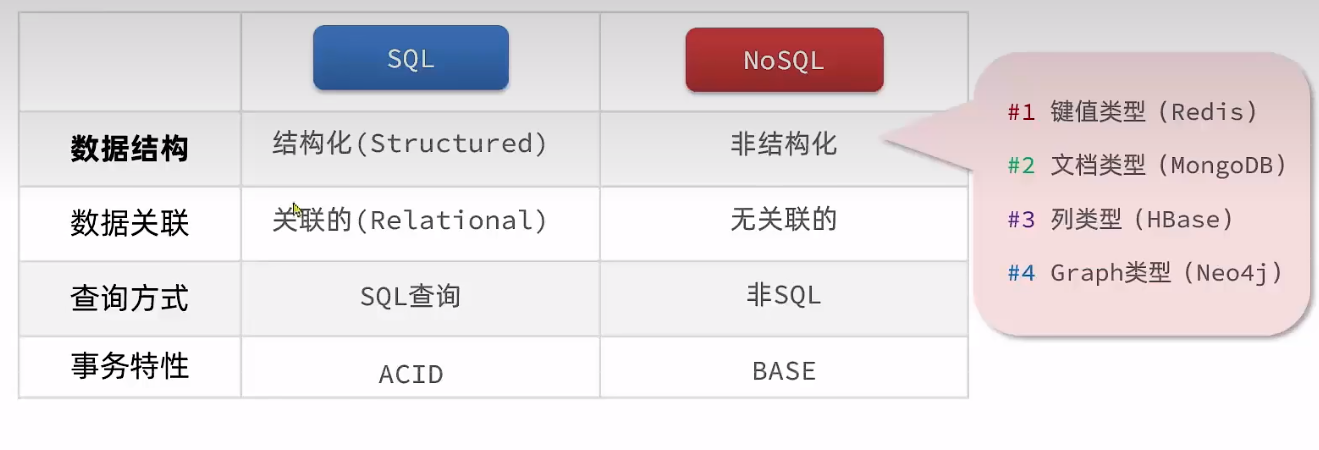 SQL NoSQL
数据结构 结构化(Structured) 非结构化
数据关联 关联的(Relational) 无关联的
查询方式 SQL查询 非SQL
事务特性 ACID BASE
#1 键值类型（Redis）
#2 文档类型（MongoDB）
#3 列类型（HBase）
#4 Graph类型（Neo4j）